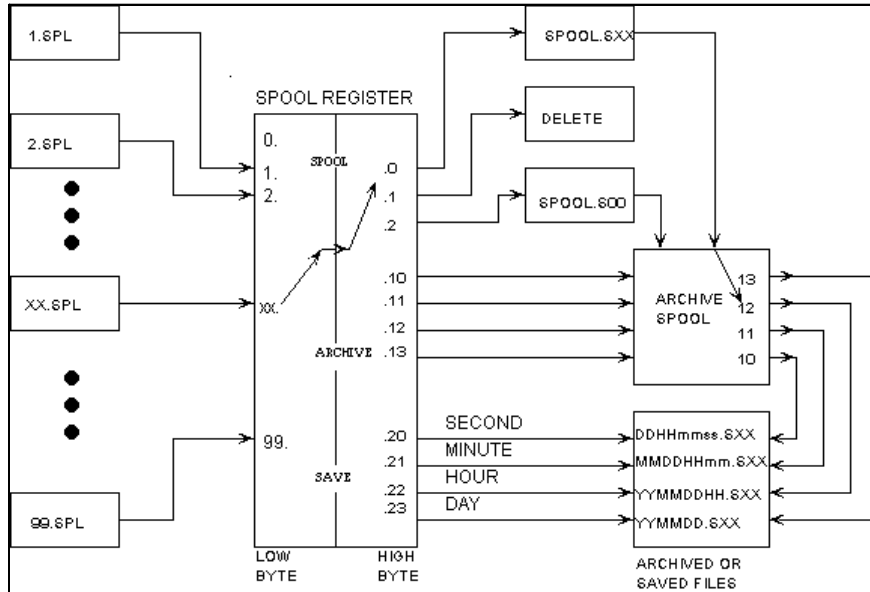 1.SPL
2.SPL
XX.SPL
99.SPL
SPOOL REGISTER
0.
1.
2.
XX.
99.
SPOOL
ARCHIVE
SAVE
.0
.1
.2
.10
.11
.12
.13
.20
.21
.22
.23
LOW
BYTE
HIGH
BYTE
SPOOL.SXX
DELETE
SPOOL.S00
ARCHIVE
SPOOL
13
12
11
10
SECOND
MINUTE
HOUR
DAY
DDHHmmss.SXX
MMDDHHmm.SXX
YYMMDDHH.SXX
YYMMDD.SXX
ARCHIVED OR
SAVED FILES